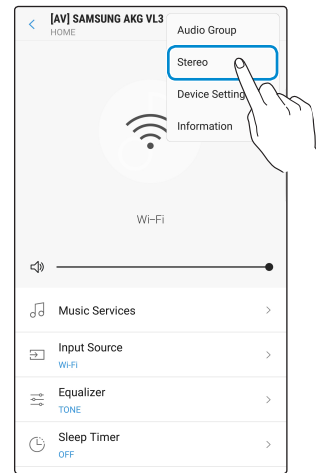 [AV] SAMSUNG AKG VL3
HOME
Audio Group
Stereo
Device Setting
Information
Wi-Fi
Music Services
Input Source
Wi-Fi
Equalizer
TONE
Sleep Timer
OFF